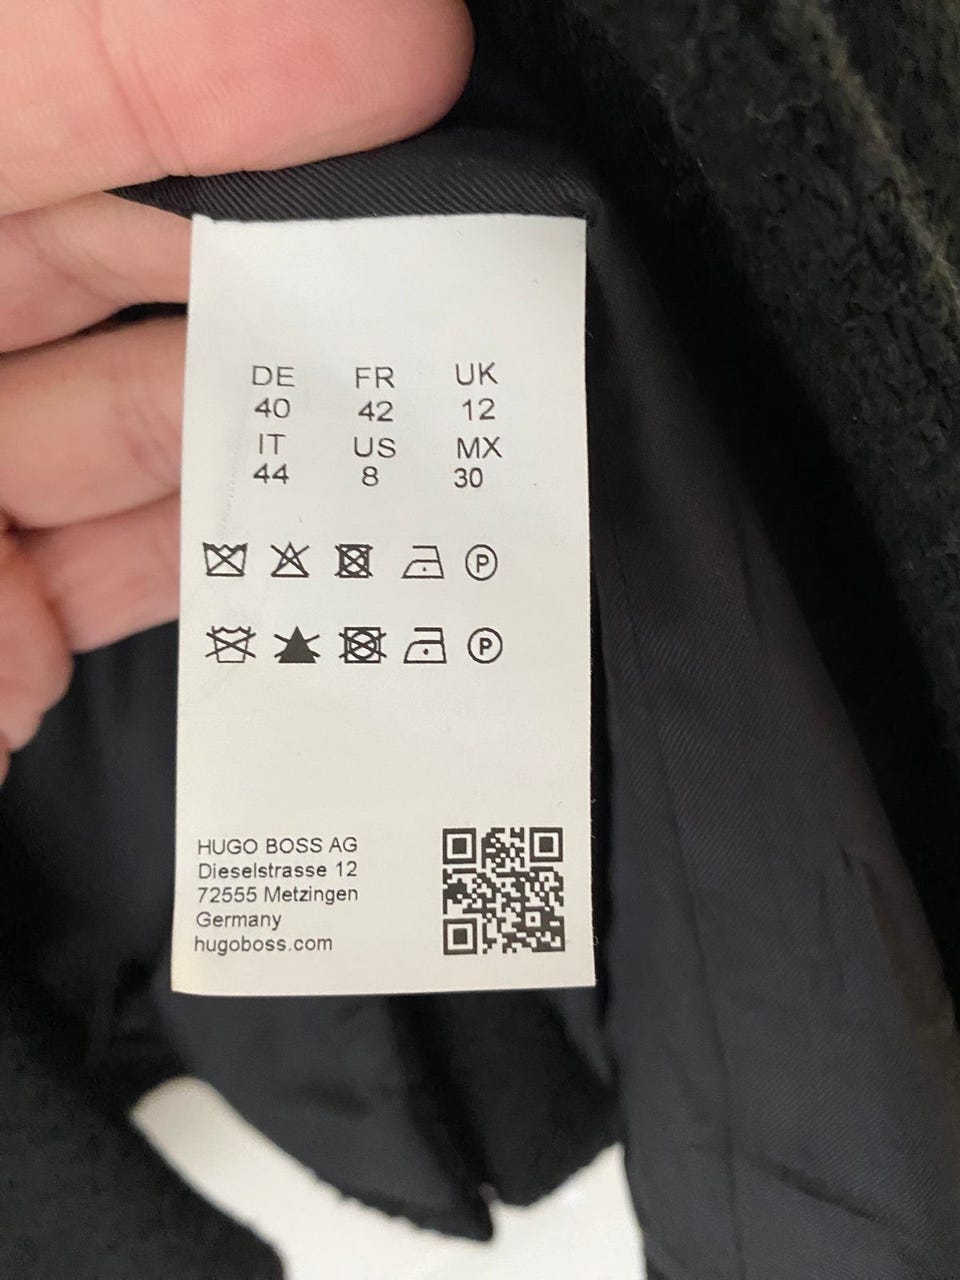 DE FR UK
40 42 12
IT US MX
44 8 30
P
P
HUGO BOSS AG
Dieselstrasse 12
72555 Metzingen
Germany
hugoboss.com